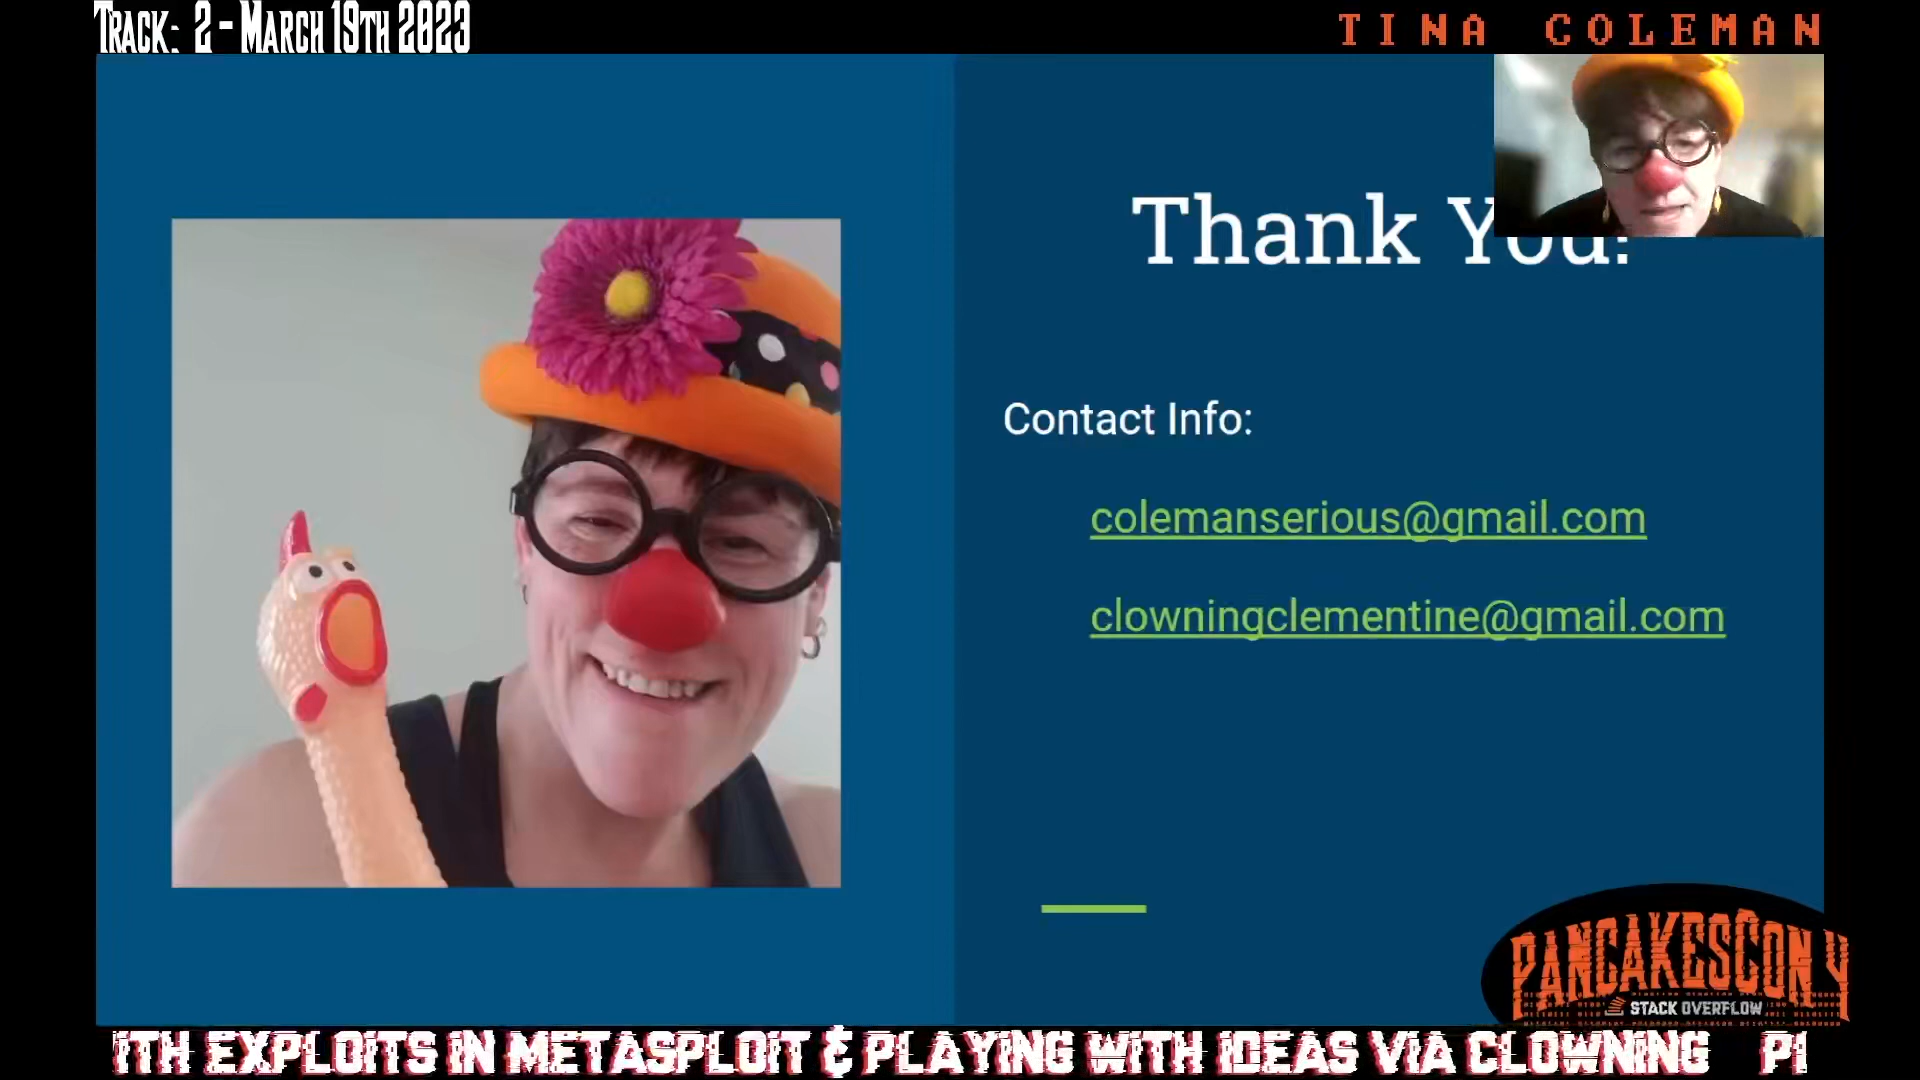 Track: 2 - March 19th 2023
TINA COLEMAN
Thank You!
Contact Info:
colemanserious@gmail.com
clowningclementine@gmail.com
PANCAKESCON 4
STACK OVERFLOW
ITH EXPLOITS IN METASPLOIT & PLAYING WITH IDEAS VIA CLOWNING PI